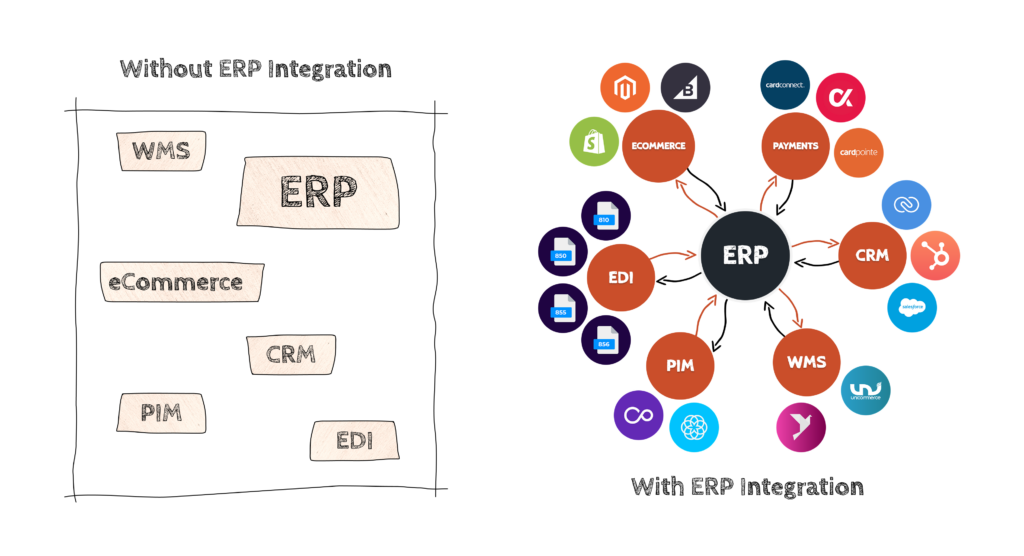 Without ERP Integration
WMS
ERP
eCommerce
CRM
PIM
EDI
cardconnect.
B
S
ECOMMERCE
PAYMENTS
cardpointe
810
850
ERP
CRM
EDI
855
salesforce
856
PIM
WMS
unicommerce
With ERP Integration